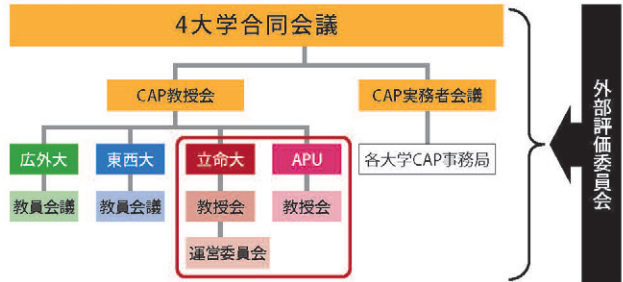 4大学合同会議
CAP教授会
CAP実務者会議
広外大
東西大
立命大
APU
各大学CAP事務局
教員会議
教員会議
教授会
教授会
運営委員会
外部評価委員会